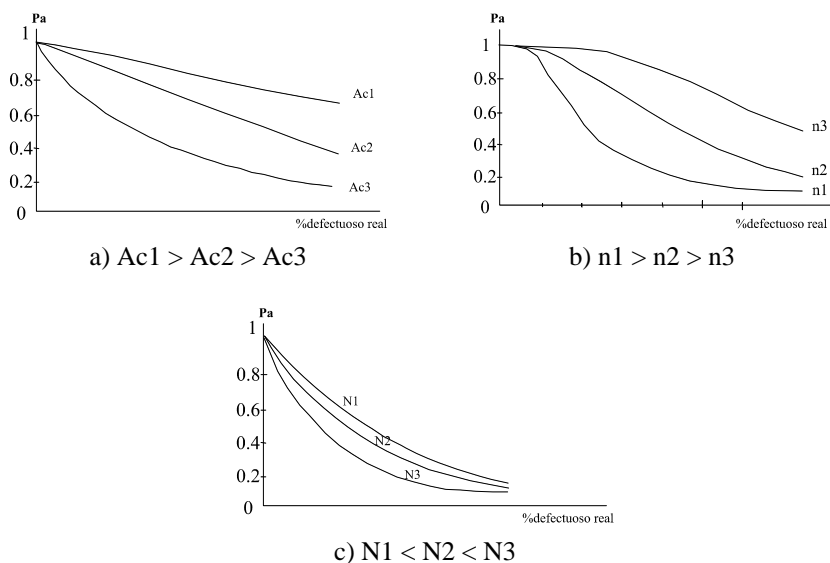 Pa
1
0.8
0.6
0.4
0.2
0
Ac1
Ac2
Ac3
%defectuoso real
a) Ac1 > Ac2 > Ac3
Pa
1
0.8
0.6
0.4
0.2
0
n3
n2
n1
%defectuoso real
b) n1 > n2 > n3
Pa
1
0.8
0.6
0.4
0.2
0
N1
N2
N3
%defectuoso real
c) N1 < N2 < N3